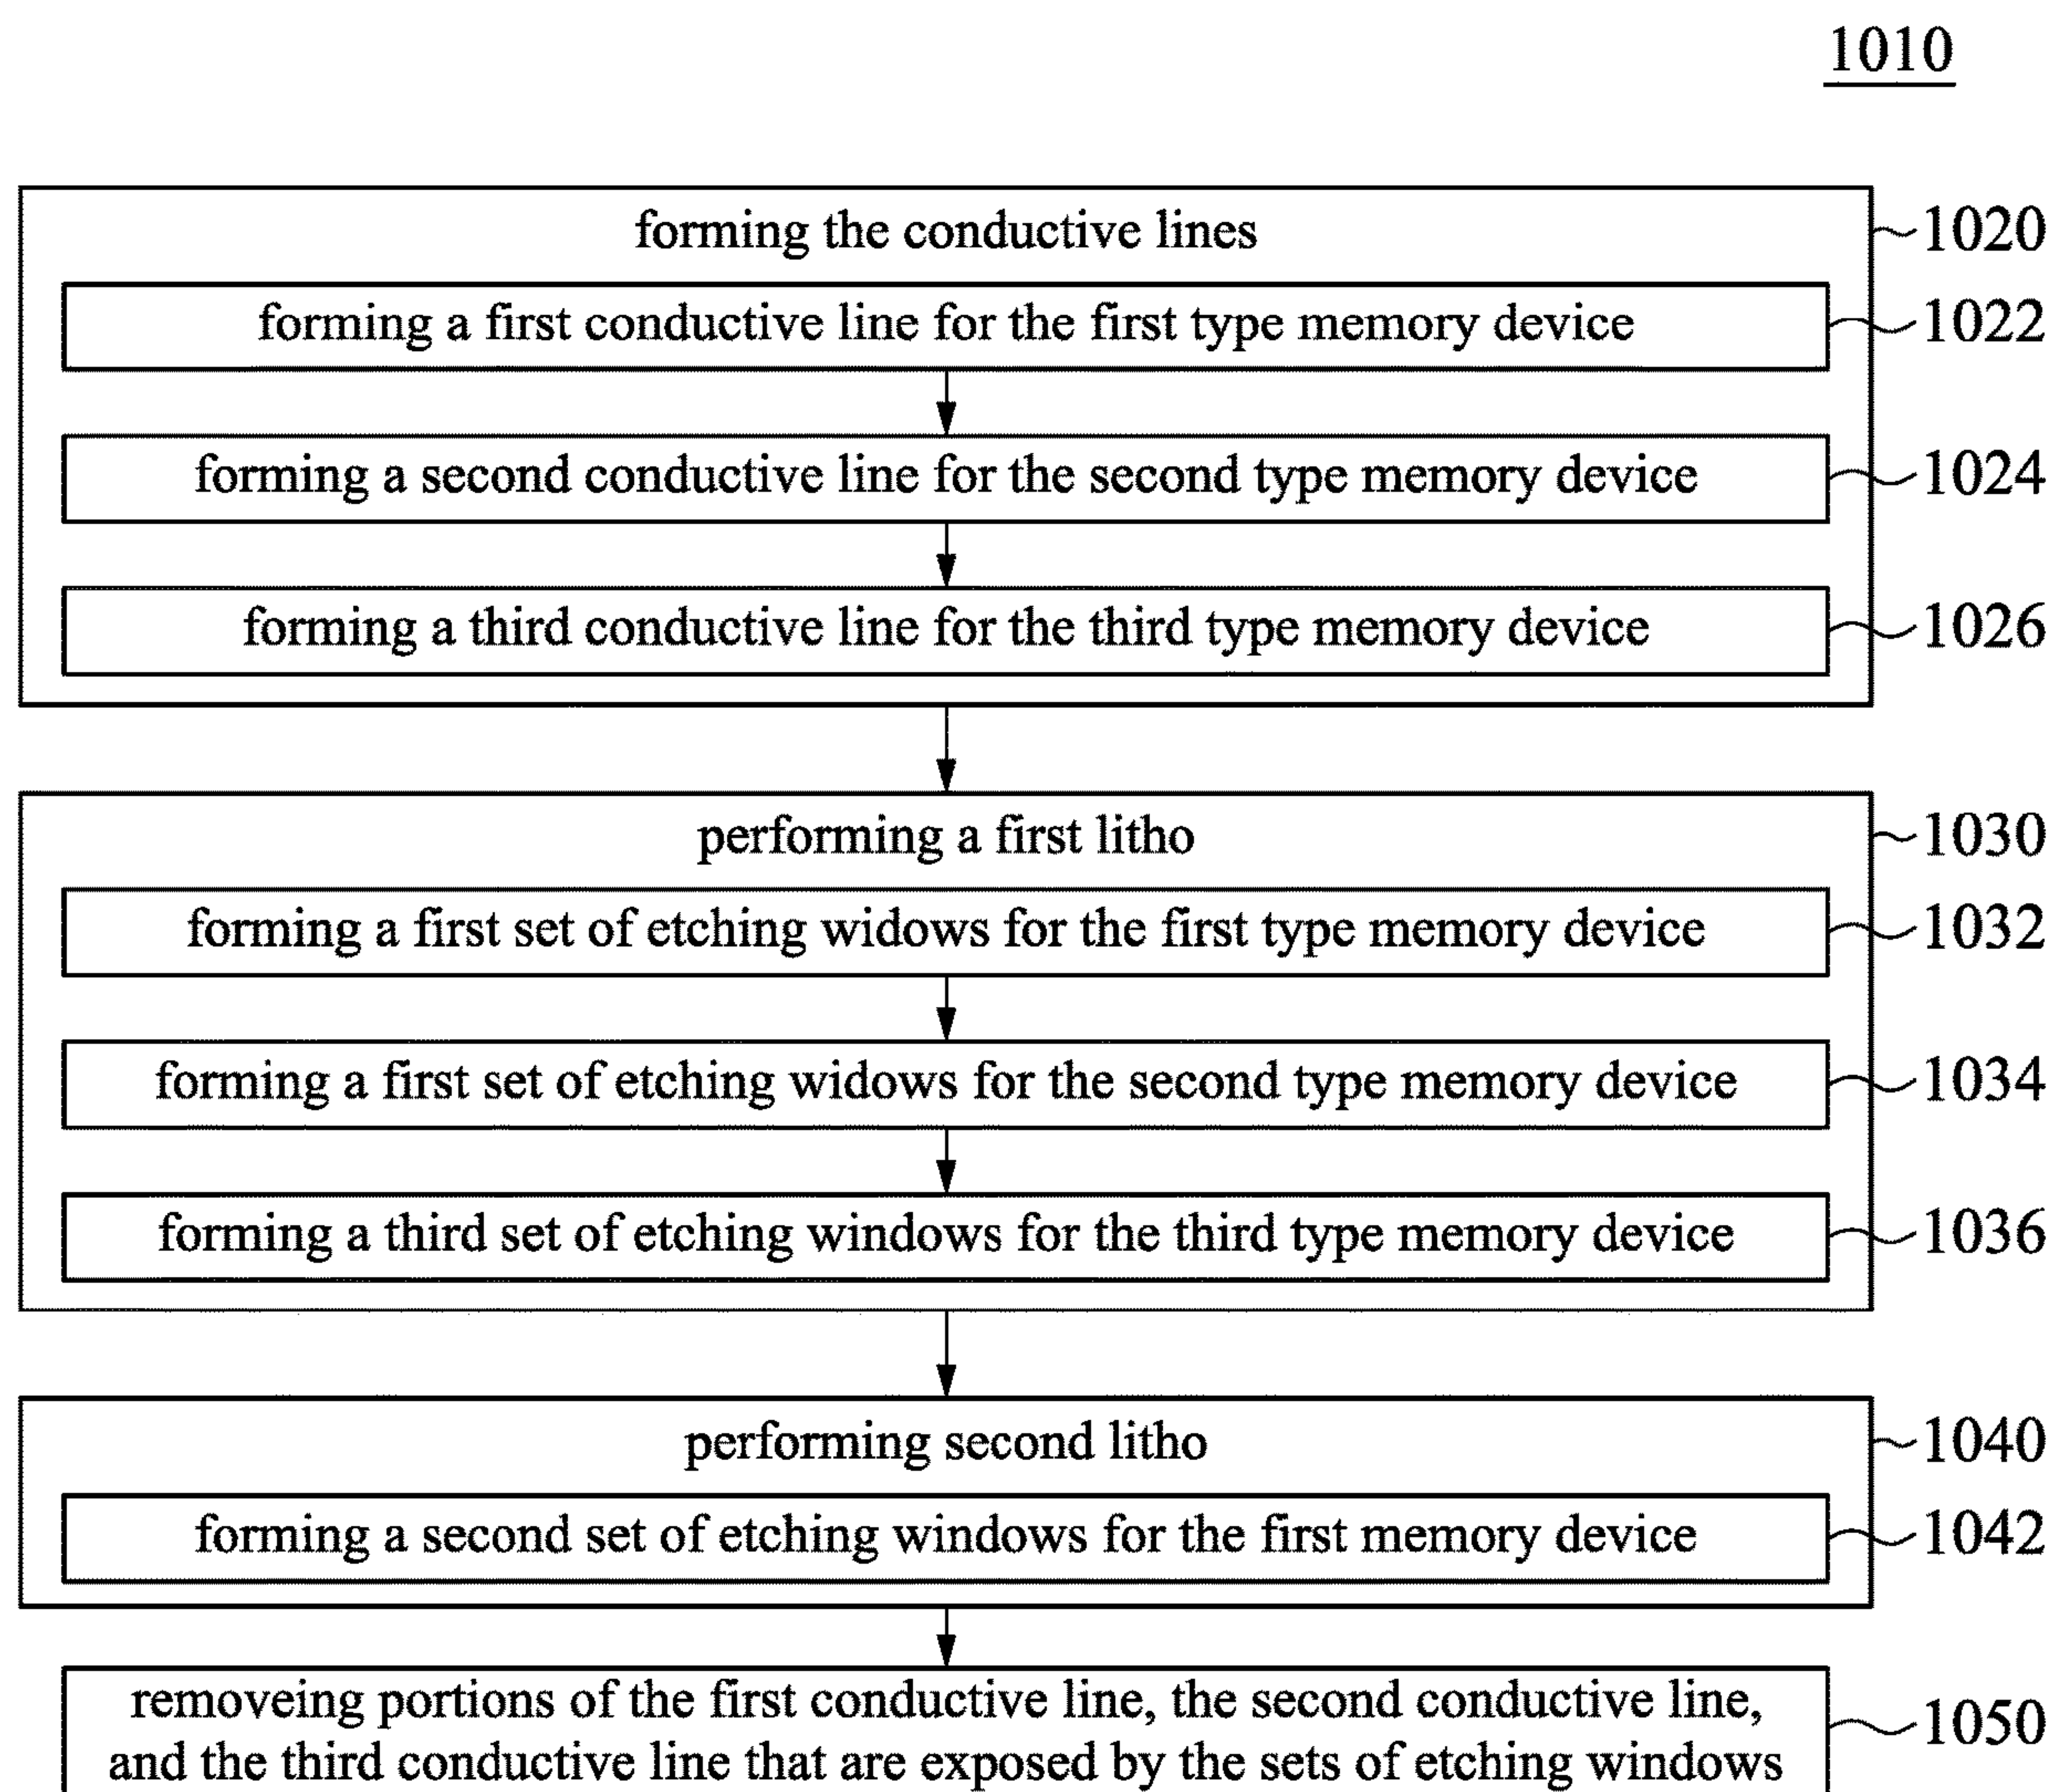 1010
forming the conductive lines
1020
forming a first conductive line for the first type memory device
1022
forming a second conductive line for the second type memory device
1024
forming a third conductive line for the third type memory device
1026
performing a first litho
1030
forming a first set of etching widows for the first type memory device
1032
forming a first set of etching widows for the second type memory device
1034
forming a third set of etching windows for the third type memory device
1036
performing second litho
1040
forming a second set of etching windows for the first memory device
1042
removeing portions of the first conductive line, the second conductive line,
and the third conductive line that are exposed by the sets of etching windows
1050